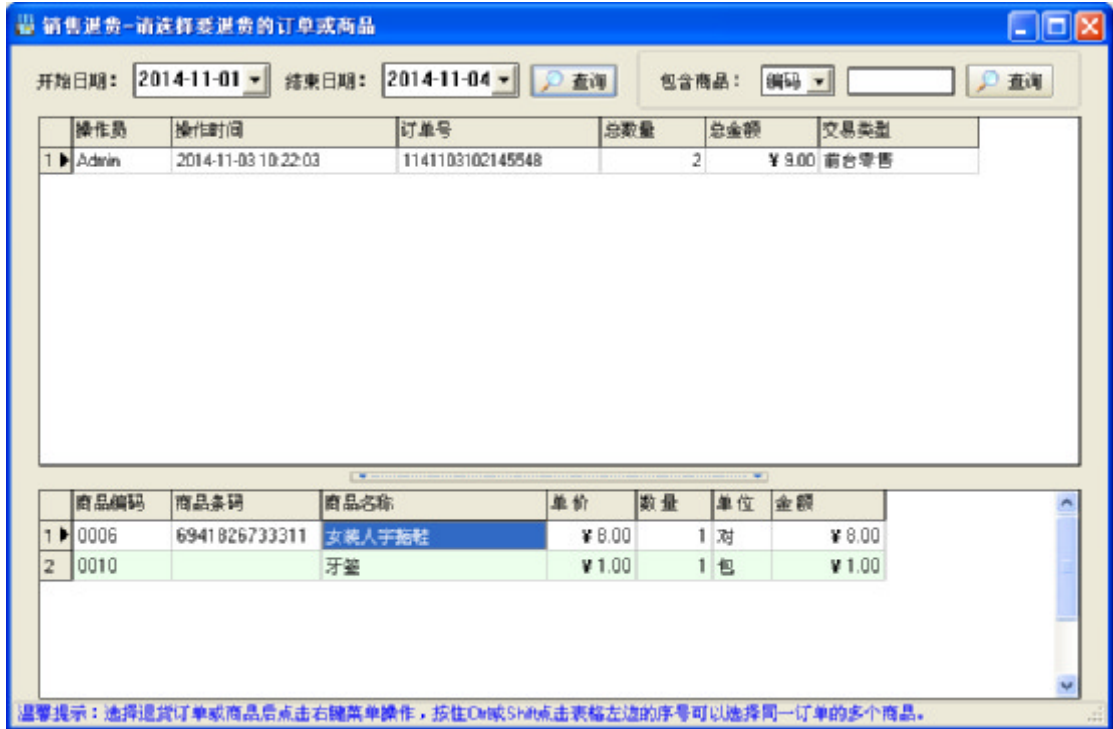 销售退货-请选择要退货的订单或商品
开始日期： 2014-11-01 结束日期： 2014-11-04 查询 包含商品： 编码 查询
操作员 操作时间 订单号 总数量 总金额 交易类型
1 Admin 2014-11-03 10:22:03 1141103102145548 2 ¥ 9.00 前台零售
商品编码 商品条码 商品名称 单价 数量 单位 金额
1 0006 6941826733311 女装人字拖鞋 ¥ 8.00 1 对 ¥ 8.00
2 0010 牙签 ¥ 1.00 1 包 ¥ 1.00
温馨提示：选择退货订单或商品后点击右键菜单操作，按住Ctrl或Shift点击表格左边的序号可以选择同一订单的多个商品。